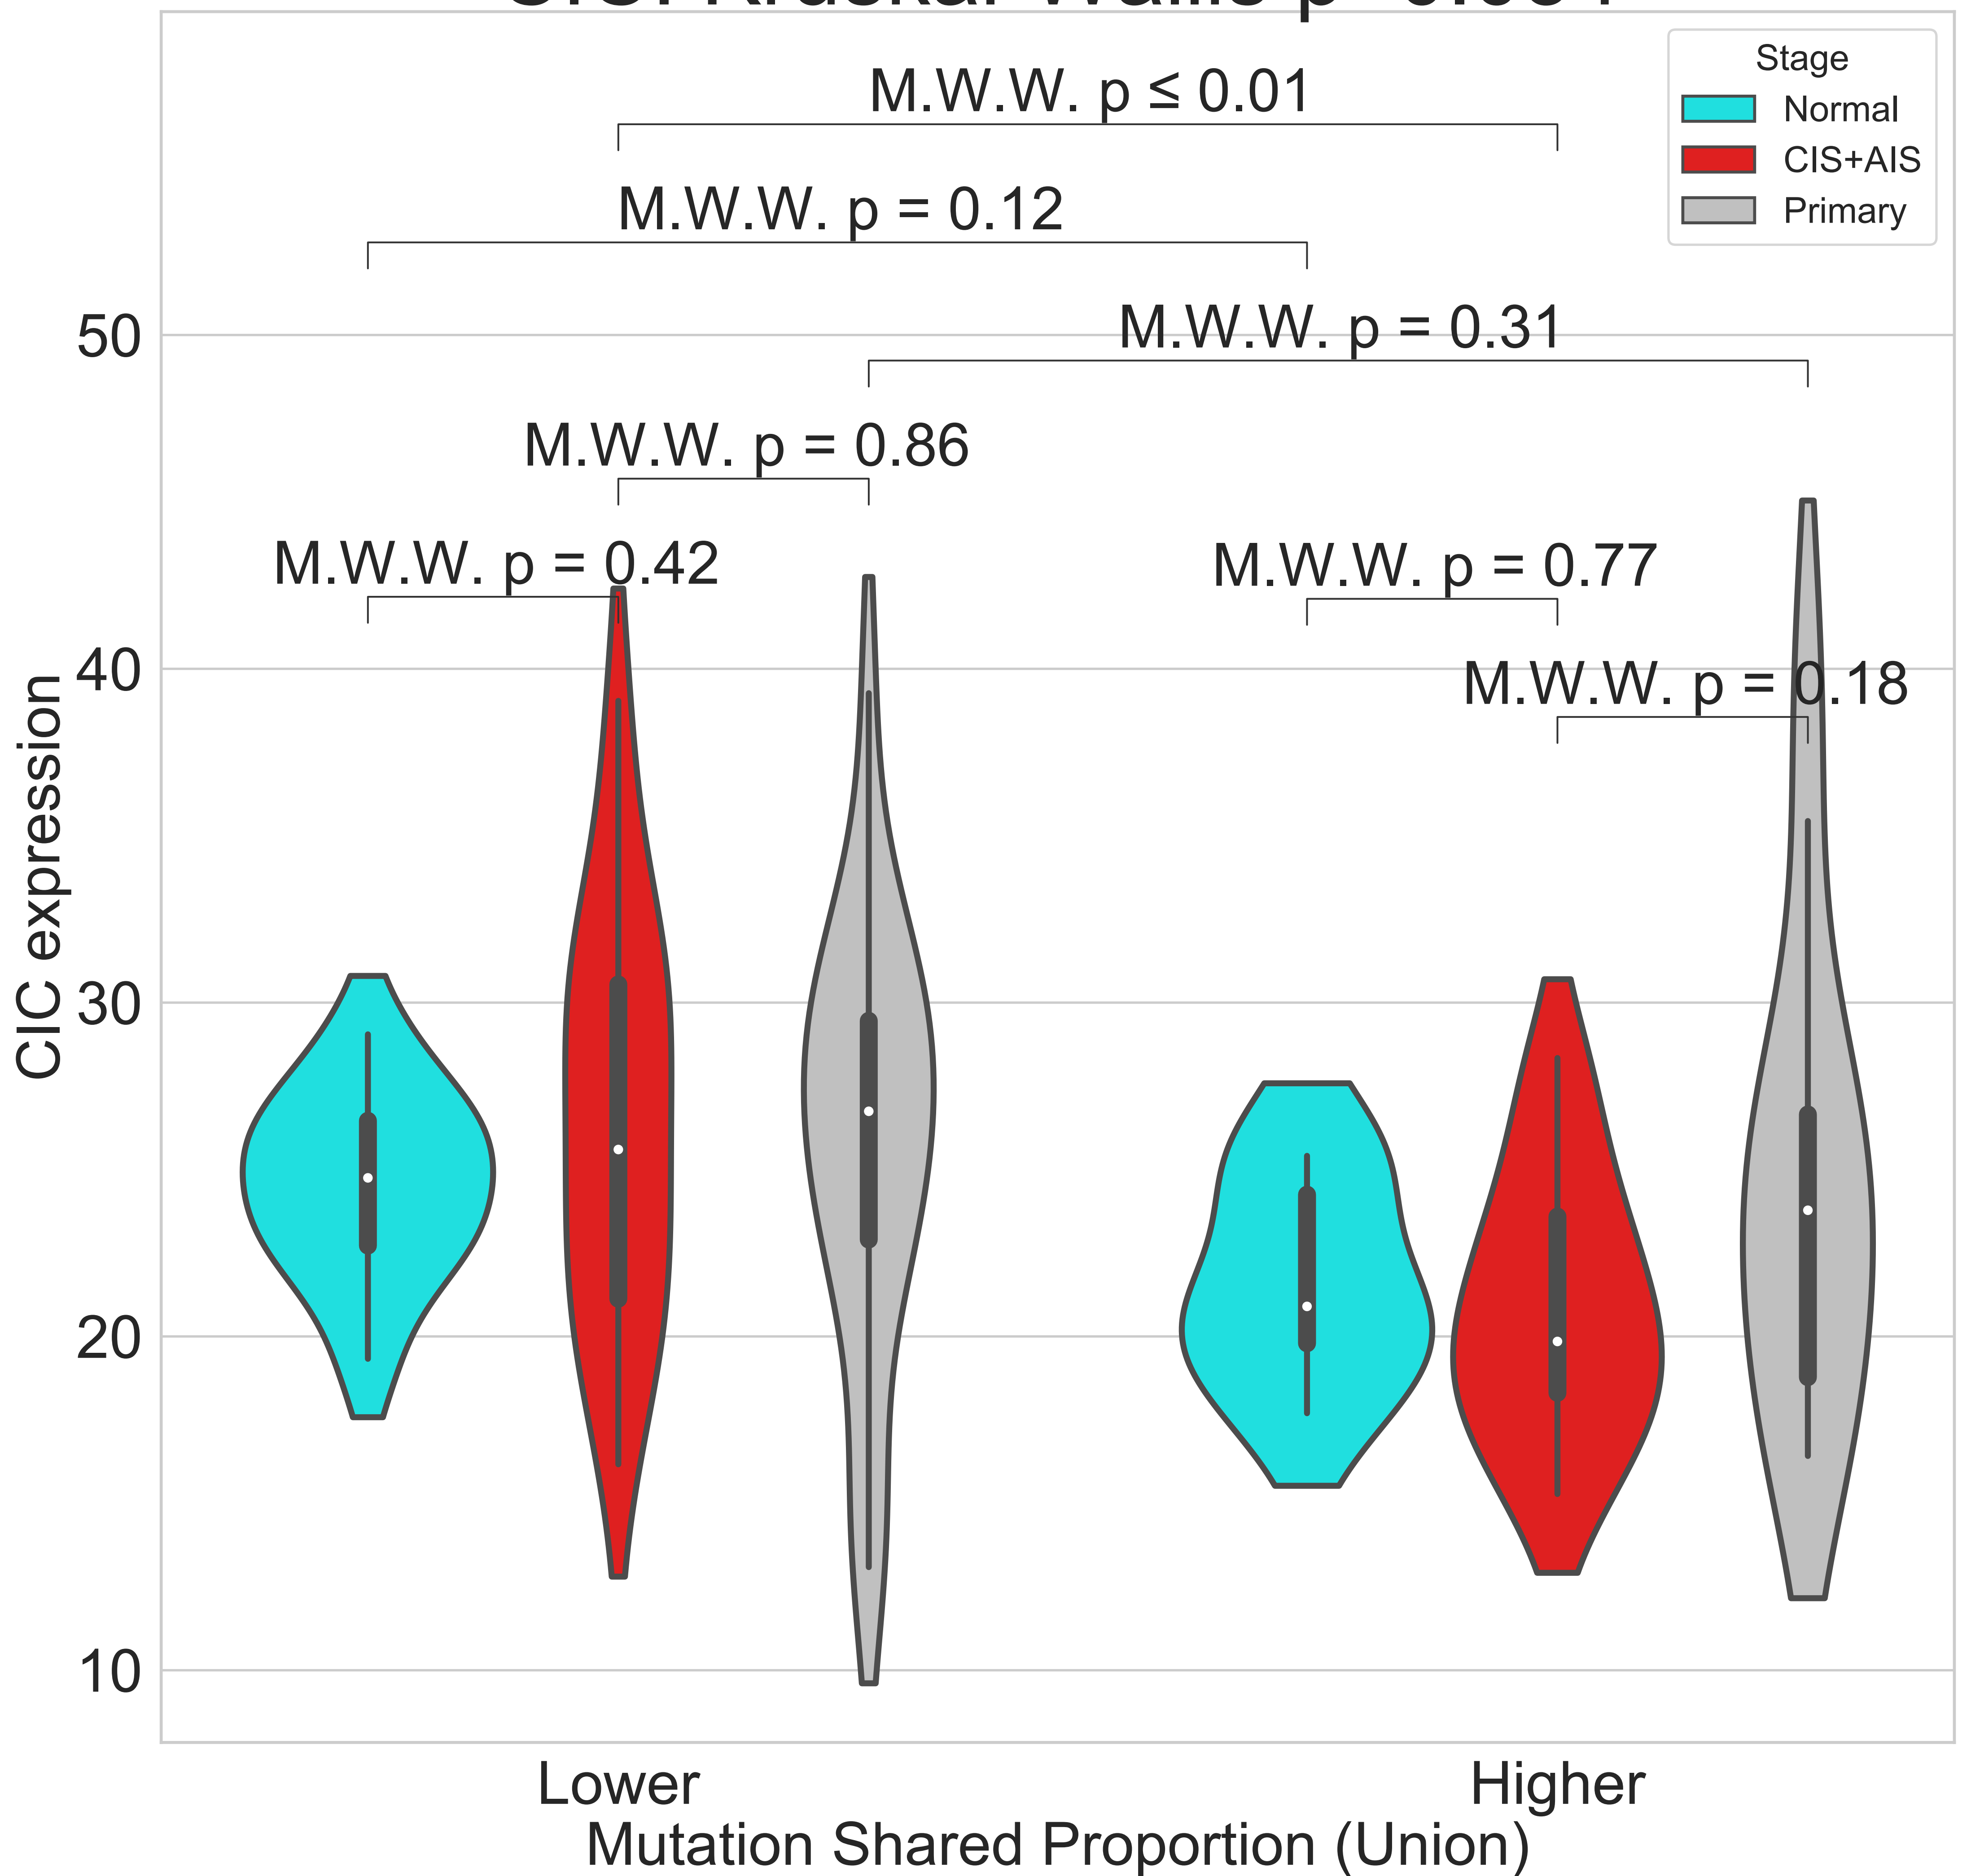 Stage
Normal
CIS+AIS
Primary
M.W.W. p ≤ 0.01
M.W.W. p = 0.12
M.W.W. p = 0.31
M.W.W. p = 0.86
M.W.W. p = 0.42
M.W.W. p = 0.77
M.W.W. p = 0.18
50
40
30
20
10
CIC expression
Lower
Higher
Mutation Shared Proportion (Union)